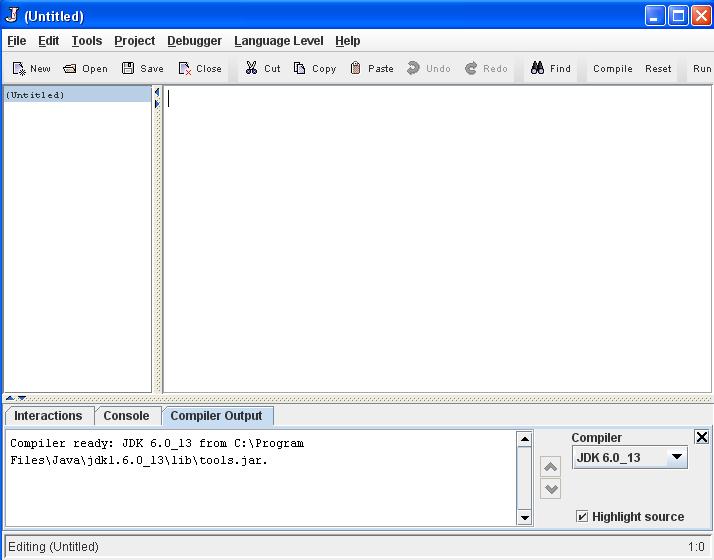 (Untitled)
File Edit Tools Project Debugger Language Level Help
New Open Save Close Cut Copy Paste Undo Redo Find Compile Reset Run
(Untitled)
Interactions Console Compiler Output
Compiler ready: JDK 6.0_13 from C:\Program
Files\Java\jdk1.6.0_13\lib\tools.jar.
Compiler
JDK 6.0_13
Highlight source
Editing (Untitled) 1:0